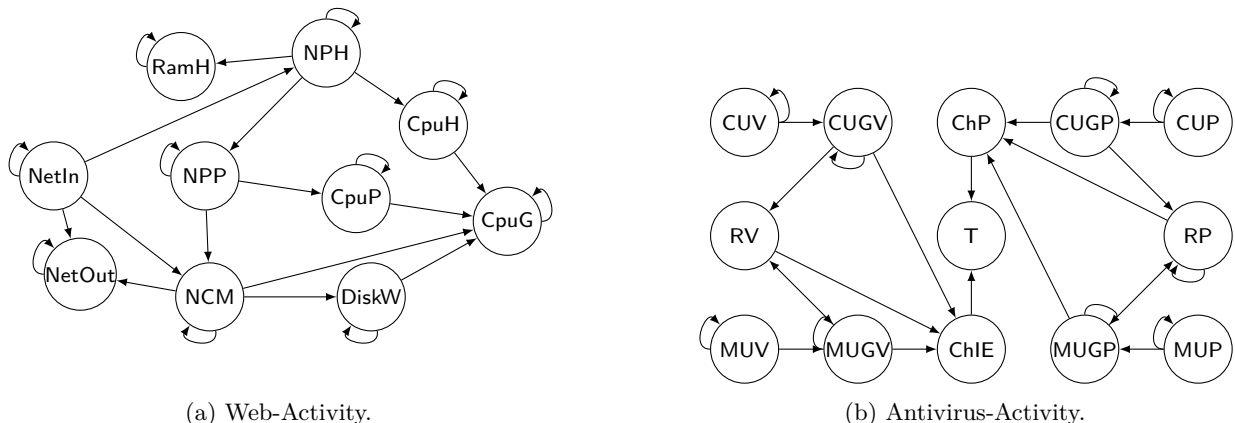 NPH
RamH
CpuH
NetIn
NPP
CpuP
CpuG
NetOut
NCM
DiskW
(a) Web-Activity.
CUV
CUGV
ChP
CUGP
CUP
RV
T
RP
MUV
MUGV
ChIE
MUGP
MUP
(b) Antivirus-Activity.